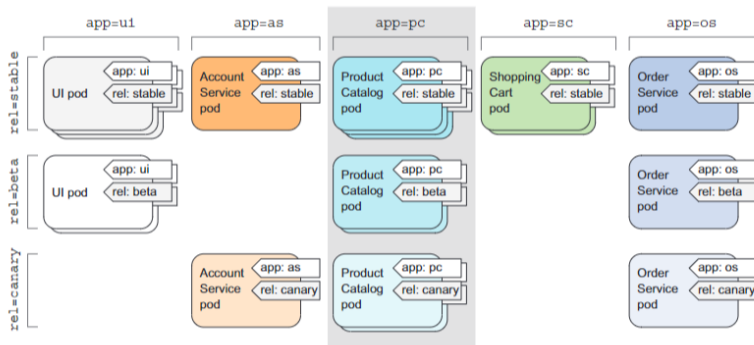 app=ui
app=as
app=pc
app=sc
app=os
rel=stable
UI pod
app: ui
rel: stable
Account
Service
pod
app: as
rel: stable
Product
Catalog
pod
app: pc
rel: stable
Shopping
Cart
pod
app: sc
rel: stable
Order
Service
pod
app: os
rel: stable
rel=beta
UI pod
app: ui
rel: beta
Product
Catalog
pod
app: pc
rel: beta
Order
Service
pod
app: os
rel: beta
rel=canary
Account
Service
pod
app: as
rel: canary
Product
Catalog
pod
app: pc
rel: canary
Order
Service
pod
app: os
rel: canary